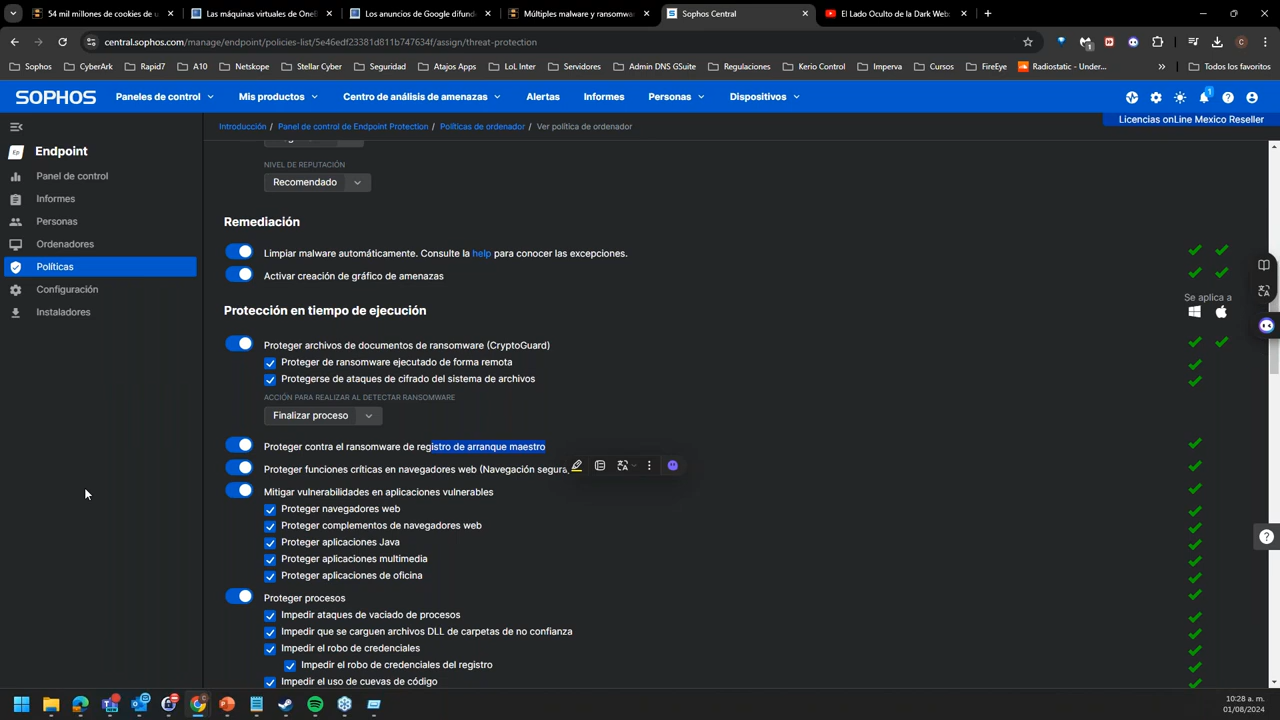 54 mil millones de cookies de u
Las máquinas virtuales de OneB
Los anuncios de Google difund
Múltiples malware y ransomwa
Sophos Central
El Lado Oculto de la Dark Web:
central.sophos.com/manage/endpoint/policies-list/5e46edf23381d811b747634f/assign/threat-protection
Sophos
CyberArk
Rapid7
A10
Netskope
Stellar Cyber
Seguridad
Atajos Apps
LoL Inter
Servidores
Admin DNS GSuite
Regulaciones
Kerio Control
Imperva
Cursos
FireEye
Radiostatic - Under...
Todos los favoritos
SOPHOS
Paneles de control
Mis productos
Centro de análisis de amenazas
Alertas
Informes
Personas
Dispositivos
1
Licencias onLine Mexico Reseller
Introducción / Panel de control de Endpoint Protection / Políticas de ordenador / Ver política de ordenador
Ep
Endpoint
Panel de control
Informes
Personas
Ordenadores
Políticas
Configuración
Instaladores
NIVEL DE REPUTACIÓN
Recomendado
Remediación
Limpiar malware automáticamente. Consulte la help para conocer las excepciones.
Activar creación de gráfico de amenazas
Protección en tiempo de ejecución
Se aplica a
Proteger archivos de documentos de ransomware (CryptoGuard)
Proteger de ransomware ejecutado de forma remota
Protegerse de ataques de cifrado del sistema de archivos
ACCIÓN PARA REALIZAR AL DETECTAR RANSOMWARE
Finalizar proceso
Proteger contra el ransomware de registro de arranque maestro
Proteger funciones críticas en navegadores web (Navegación segura)
Mitigar vulnerabilidades en aplicaciones vulnerables
Proteger navegadores web
Proteger complementos de navegadores web
Proteger aplicaciones Java
Proteger aplicaciones multimedia
Proteger aplicaciones de oficina
Proteger procesos
Impedir ataques de vaciado de procesos
Impedir que se carguen archivos DLL de carpetas de no confianza
Impedir el robo de credenciales
Impedir el robo de credenciales del registro
Impedir el uso de cuevas de código
10:28 a. m.
01/08/2024